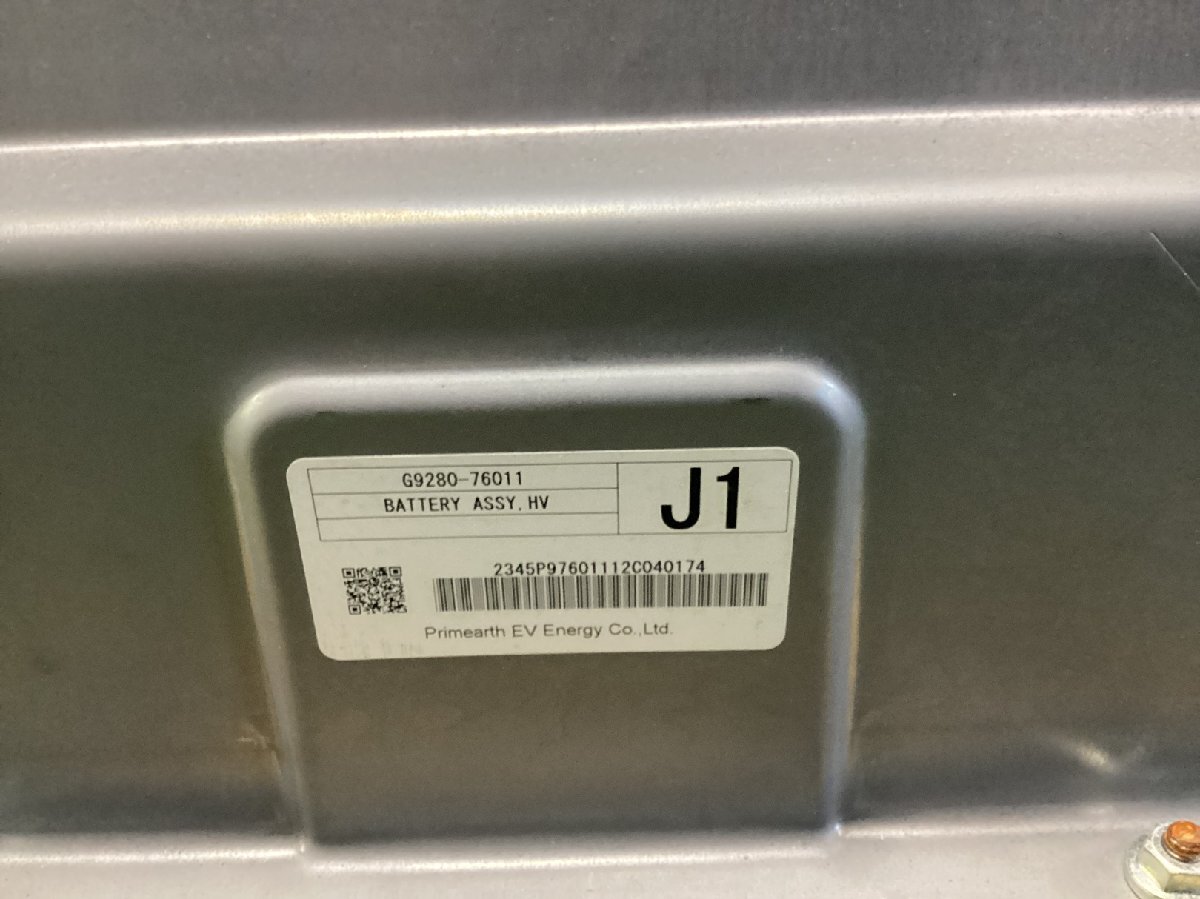 G9280-76011
BATTERY ASSY,HV
J1
2345P97601112C040174
Primearth EV Energy Co.,Ltd.